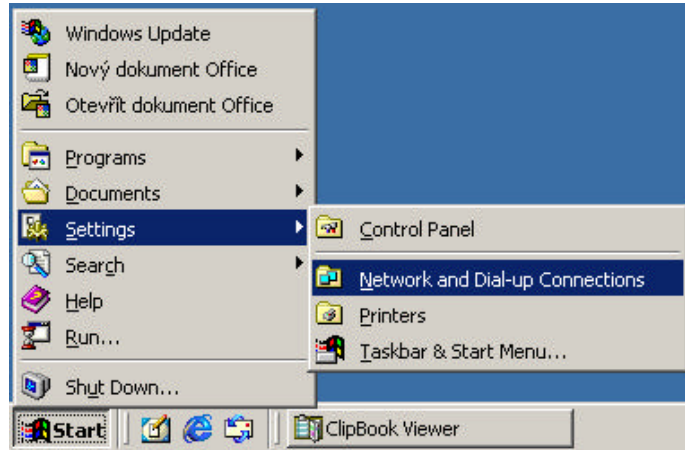 Windows Update
Nový dokument Office
Otevřít dokument Office
Programs
Documents
Settings
Search
Help
Run...
Shut Down...
Control Panel
Network and Dial-up Connections
Printers
Taskbar & Start Menu...
Start
ClipBook Viewer